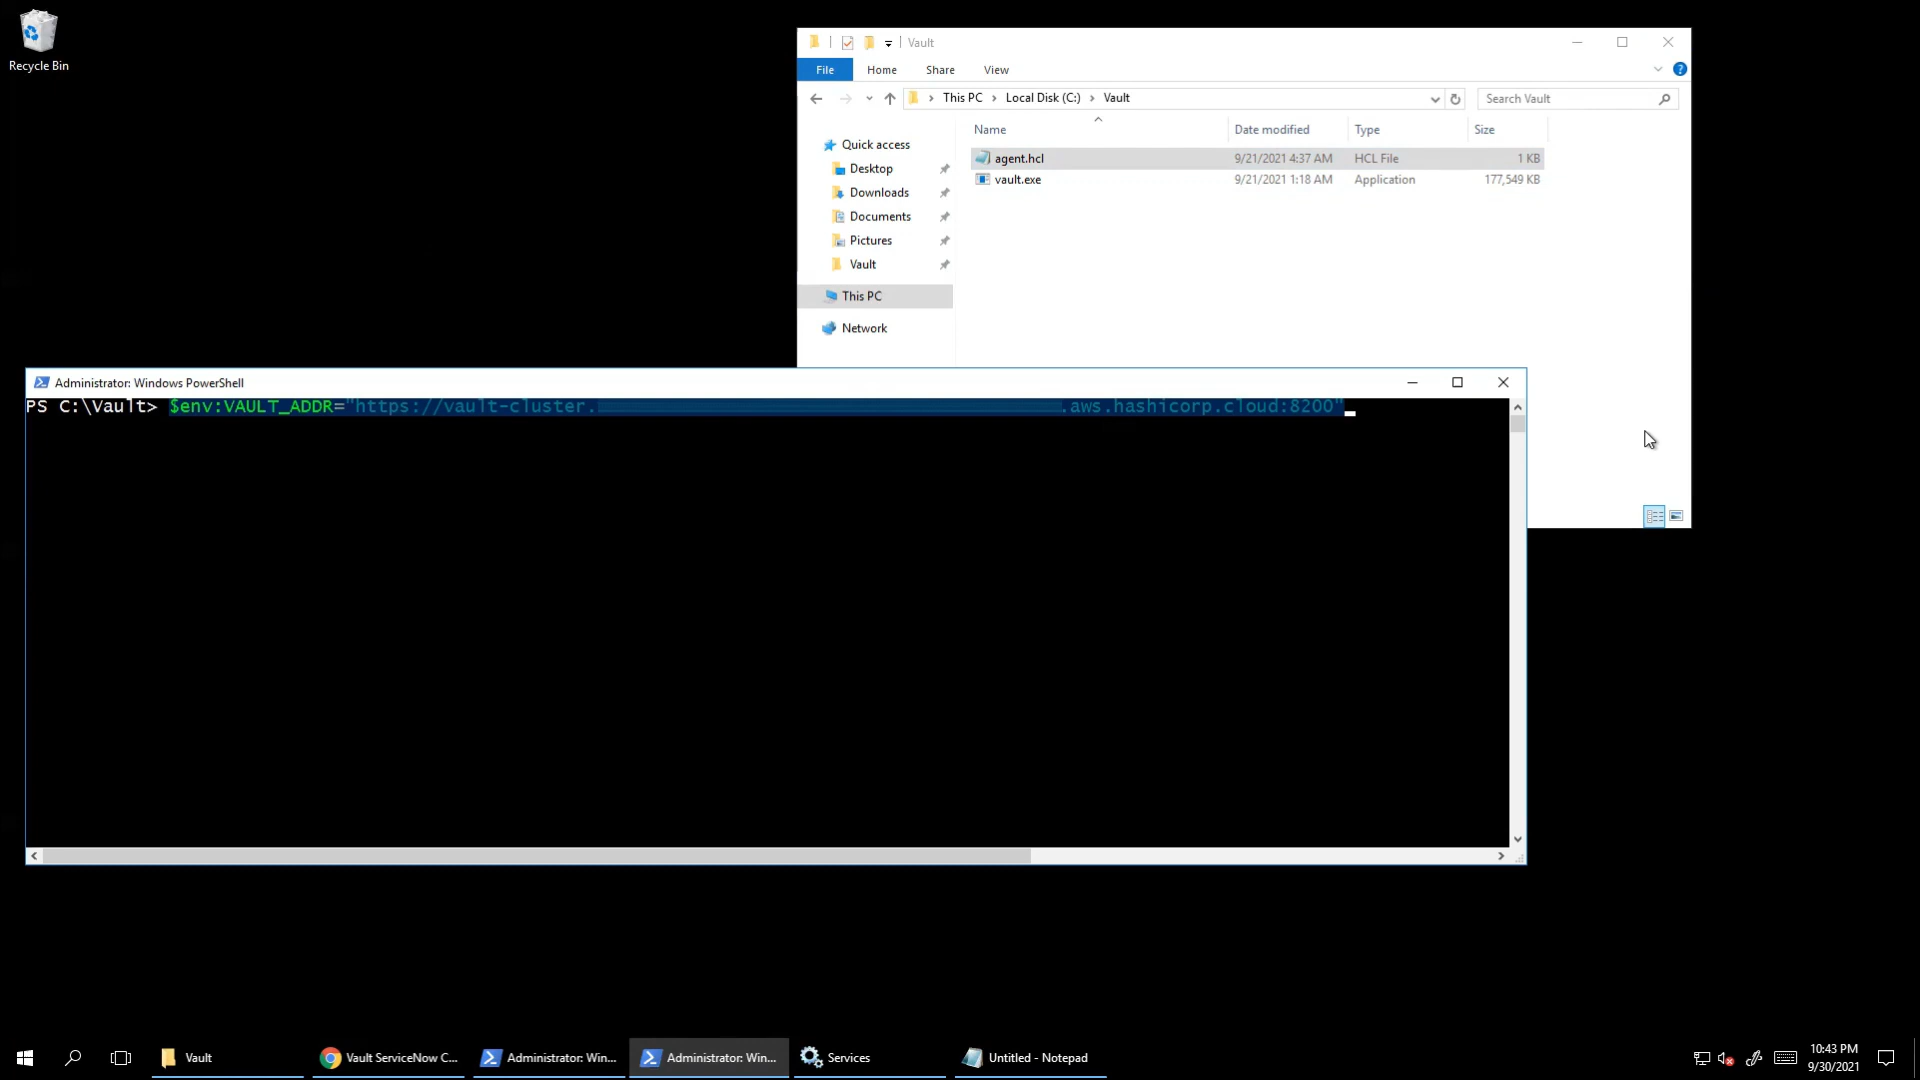 Recycle Bin
Vault
File
Home
Share
View
This PC
Local Disk (C:)
Vault
Search Vault
Name
Date modified
Type
Size
Quick access
Desktop
Downloads
Documents
Pictures
Vault
This PC
Network
agent.hcl
9/21/2021 4:37 AM
HCL File
1 KB
vault.exe
9/21/2021 1:18 AM
Application
177,549 KB
Administrator: Windows PowerShell
PS C:\Vault> $env:VAULT_ADDR="https://vault-cluster. .aws.hashicorp.cloud:8200"
Vault
Vault ServiceNow C...
Administrator: Win...
Administrator: Win...
Services
Untitled - Notepad
10:43 PM
9/30/2021